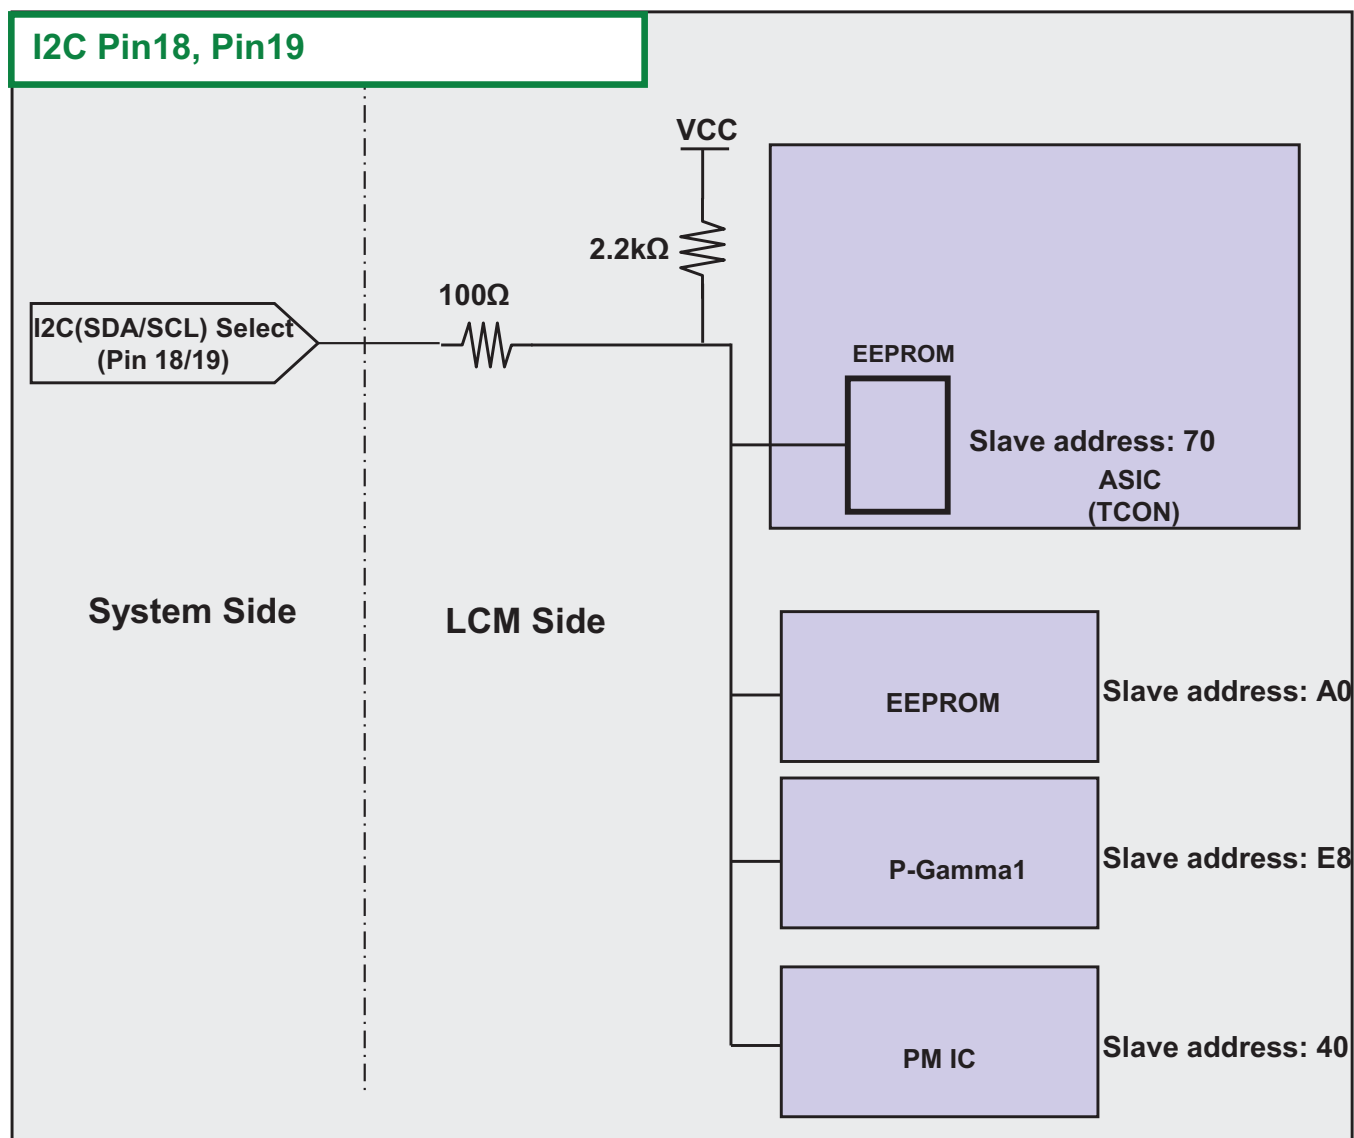 I2C Pin18, Pin19
VCC
2.2kΩ
100Ω
I2C(SDA/SCL) Select
(Pin 18/19)
EEPROM
Slave address: 70
ASIC
(TCON)
System Side
LCM Side
EEPROM
Slave address: A0
P-Gamma1
Slave address: E8
PM IC
Slave address: 40